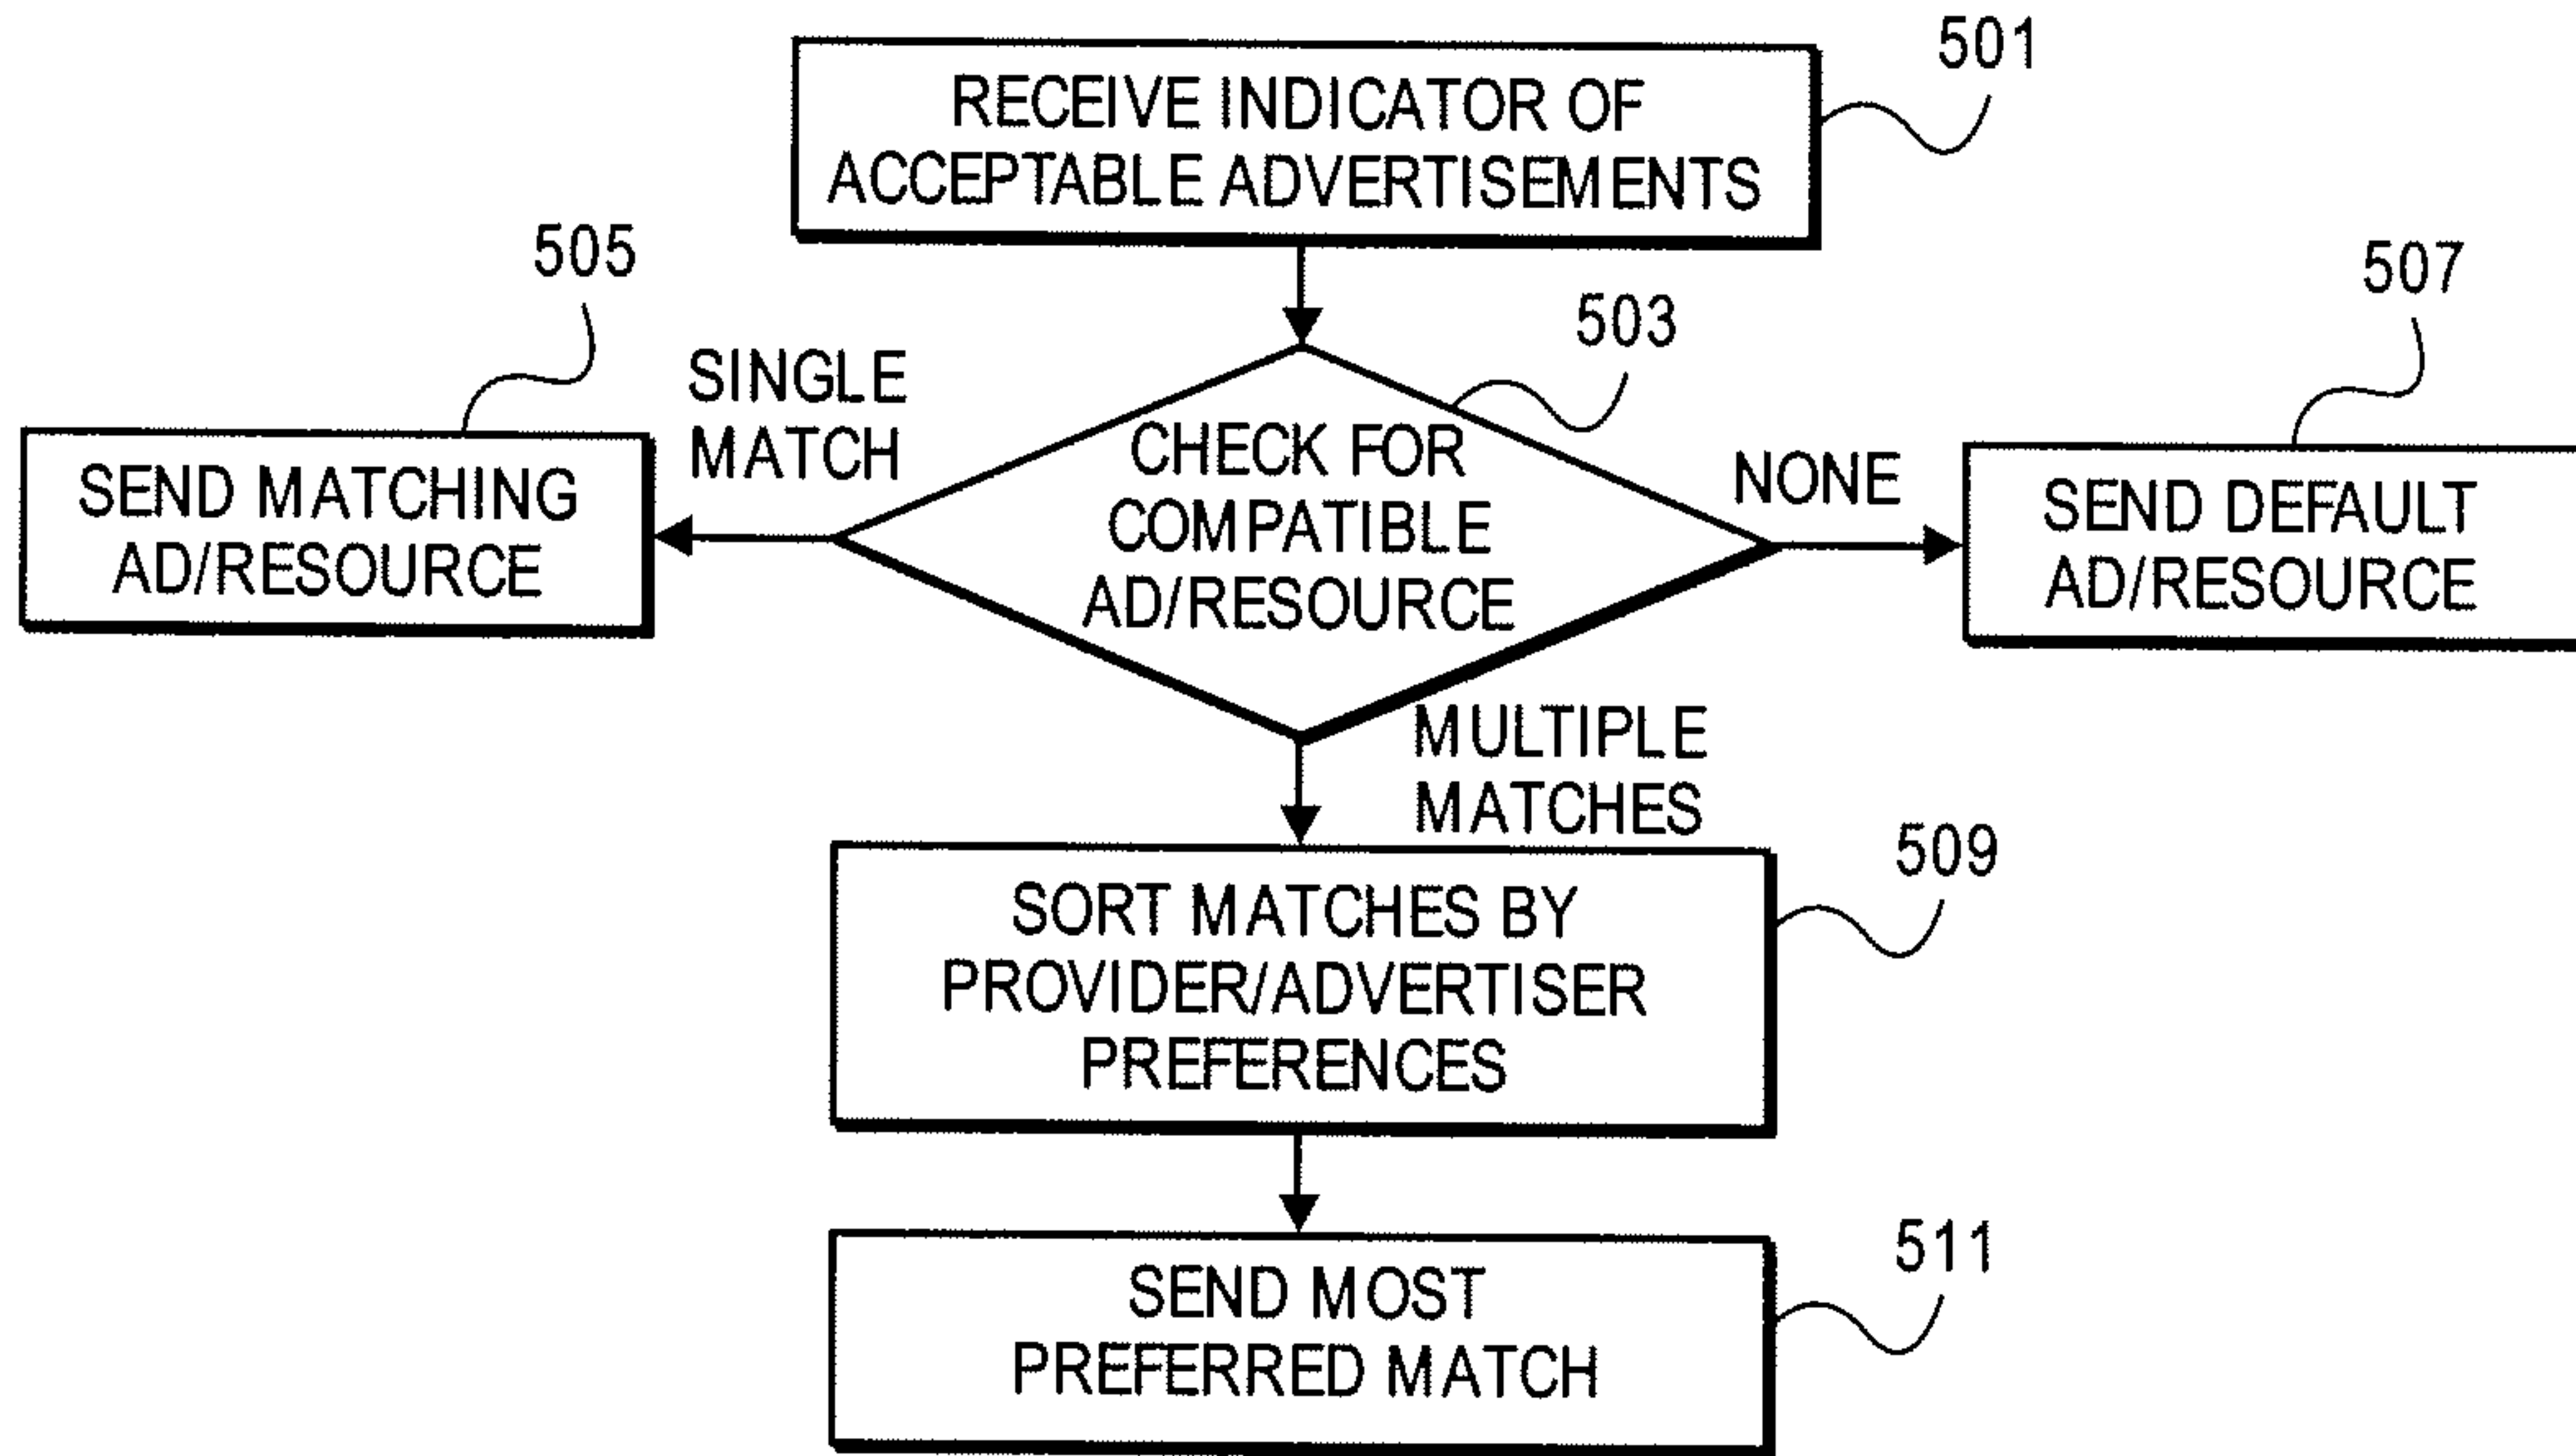 501
RECEIVE INDICATOR OF
ACCEPTABLE ADVERTISEMENTS
505
507
503
SINGLE
MATCH
CHECK FOR
COMPATIBLE
AD/RESOURCE
NONE
SEND MATCHING
AD/RESOURCE
SEND DEFAULT
AD/RESOURCE
MULTIPLE
MATCHES
509
SORT MATCHES BY
PROVIDER/ADVERTISER
PREFERENCES
511
SEND MOST
PREFERRED MATCH